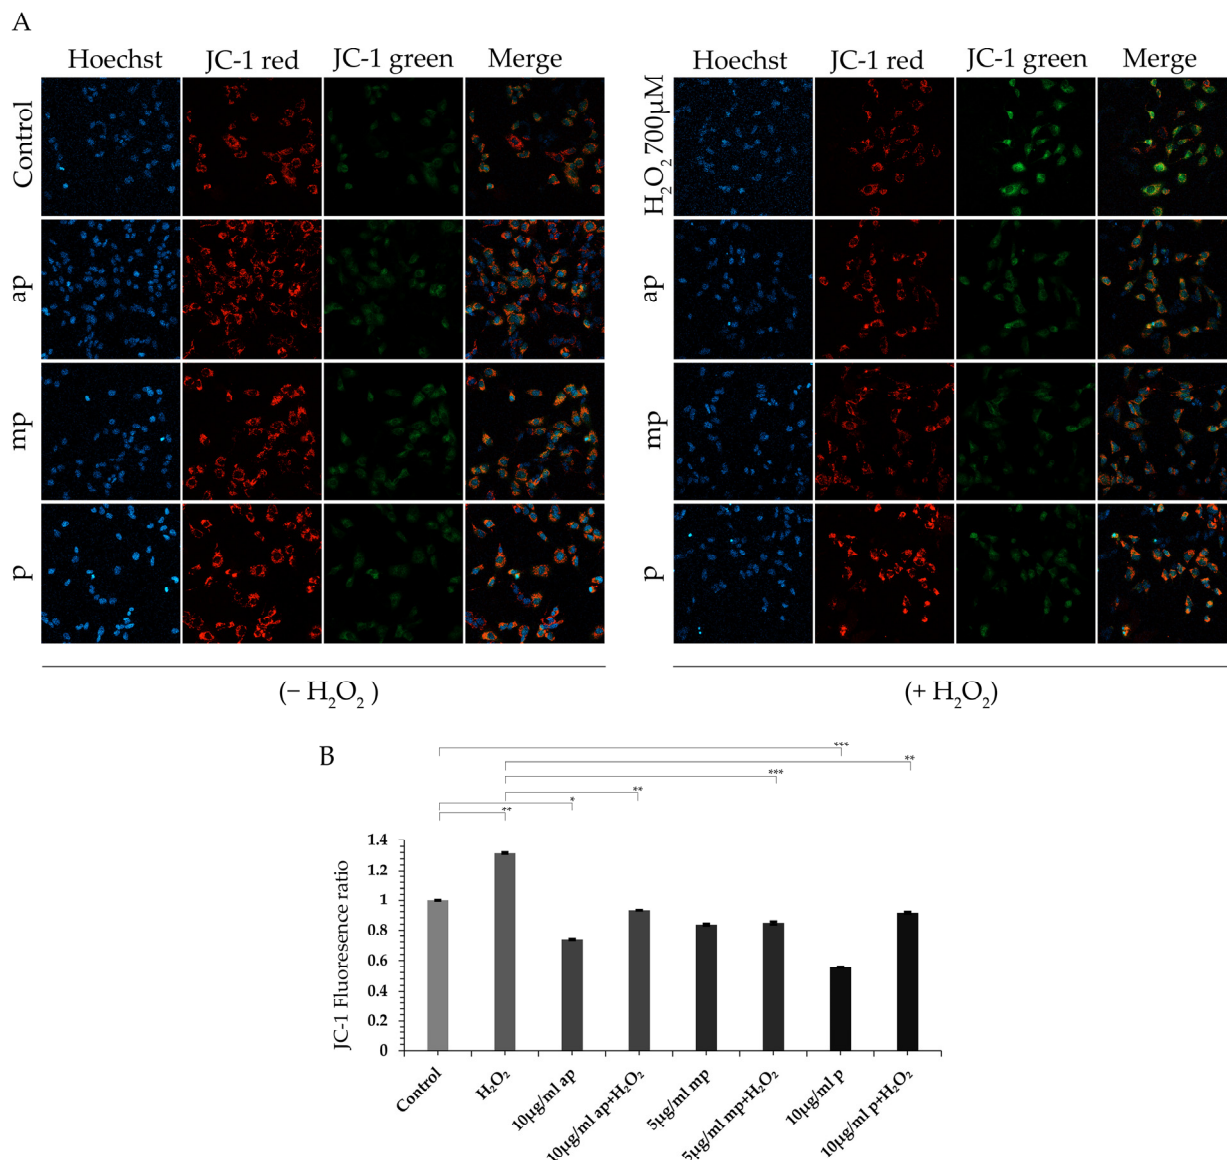 A
Hoechst JC-1 red JC-1 green Merge
Hoechst JC-1 red JC-1 green Merge
Control
H₂O₂ 700µM
ap
ap
mp
mp
p
p
(− H₂O₂ )
(+ H₂O₂)
B
***
**
***
**
*
**
JC-1 Fluoresence ratio
1.4
1.2
1
0.8
0.6
0.4
0.2
0
Control
H₂O₂
10µg/ml ap
10µg/ml ap+H₂O₂
5µg/ml mp
5µg/ml mp+H₂O₂
10µg/ml p
10µg/ml p+H₂O₂